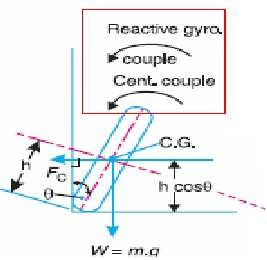 Reactive gyro.
couple
Cent. couple
C.G.
h
F_C
θ
h cosθ
W = m.g